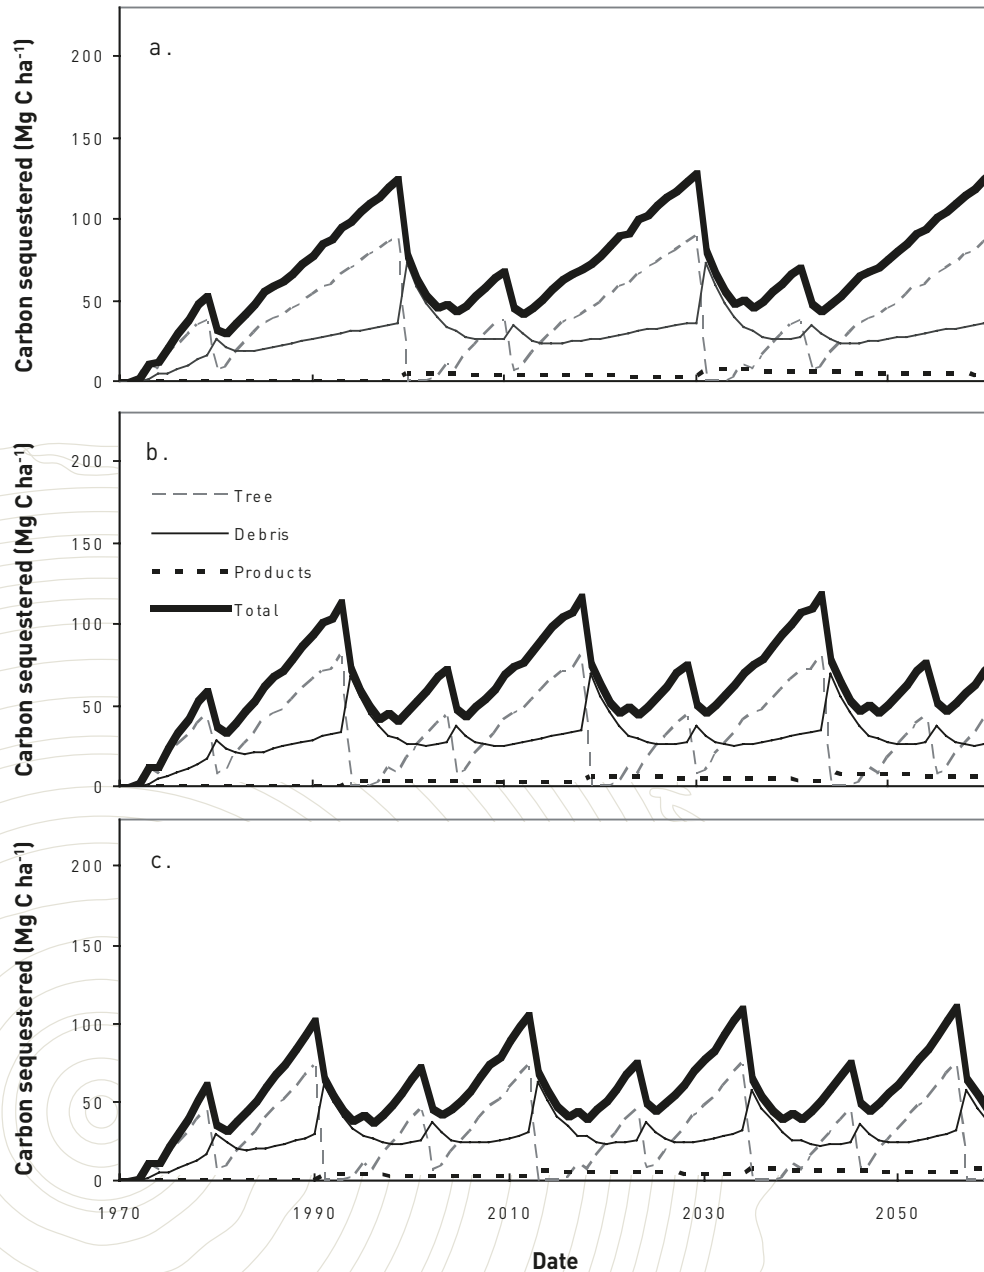 Carbon sequestered (Mg C ha⁻¹)
a.
200
150
100
50
0
Carbon sequestered (Mg C ha⁻¹)
b.
200
150
100
50
0
Tree
Debris
Products
Total
Carbon sequestered (Mg C ha⁻¹)
c.
200
150
100
50
0
1970 1990 2010 2030 2050
Date